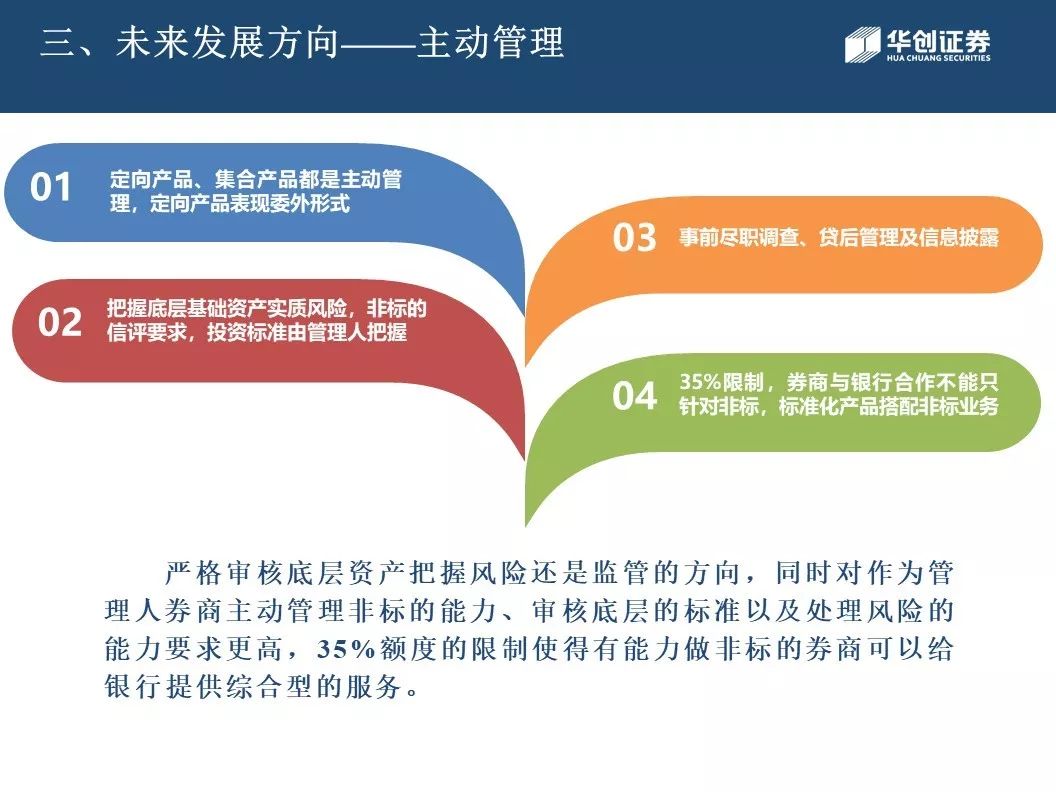 三、未来发展方向——主动管理
华创证券
HUA CHUANG SECURITIES
01
定向产品、集合产品都是主动管
理，定向产品表现委外形式
02
把握底层基础资产实质风险，非标的
信评要求，投资标准由管理人把握
03
事前尽职调查、贷后管理及信息披露
04
35%限制，券商与银行合作不能只
针对非标，标准化产品搭配非标业务
严格审核底层资产把握风险还是监管的方向，同时对作为管
理人券商主动管理非标的能力、审核底层的标准以及处理风险的
能力要求更高，35%额度的限制使得有能力做非标的券商可以给
银行提供综合型的服务。